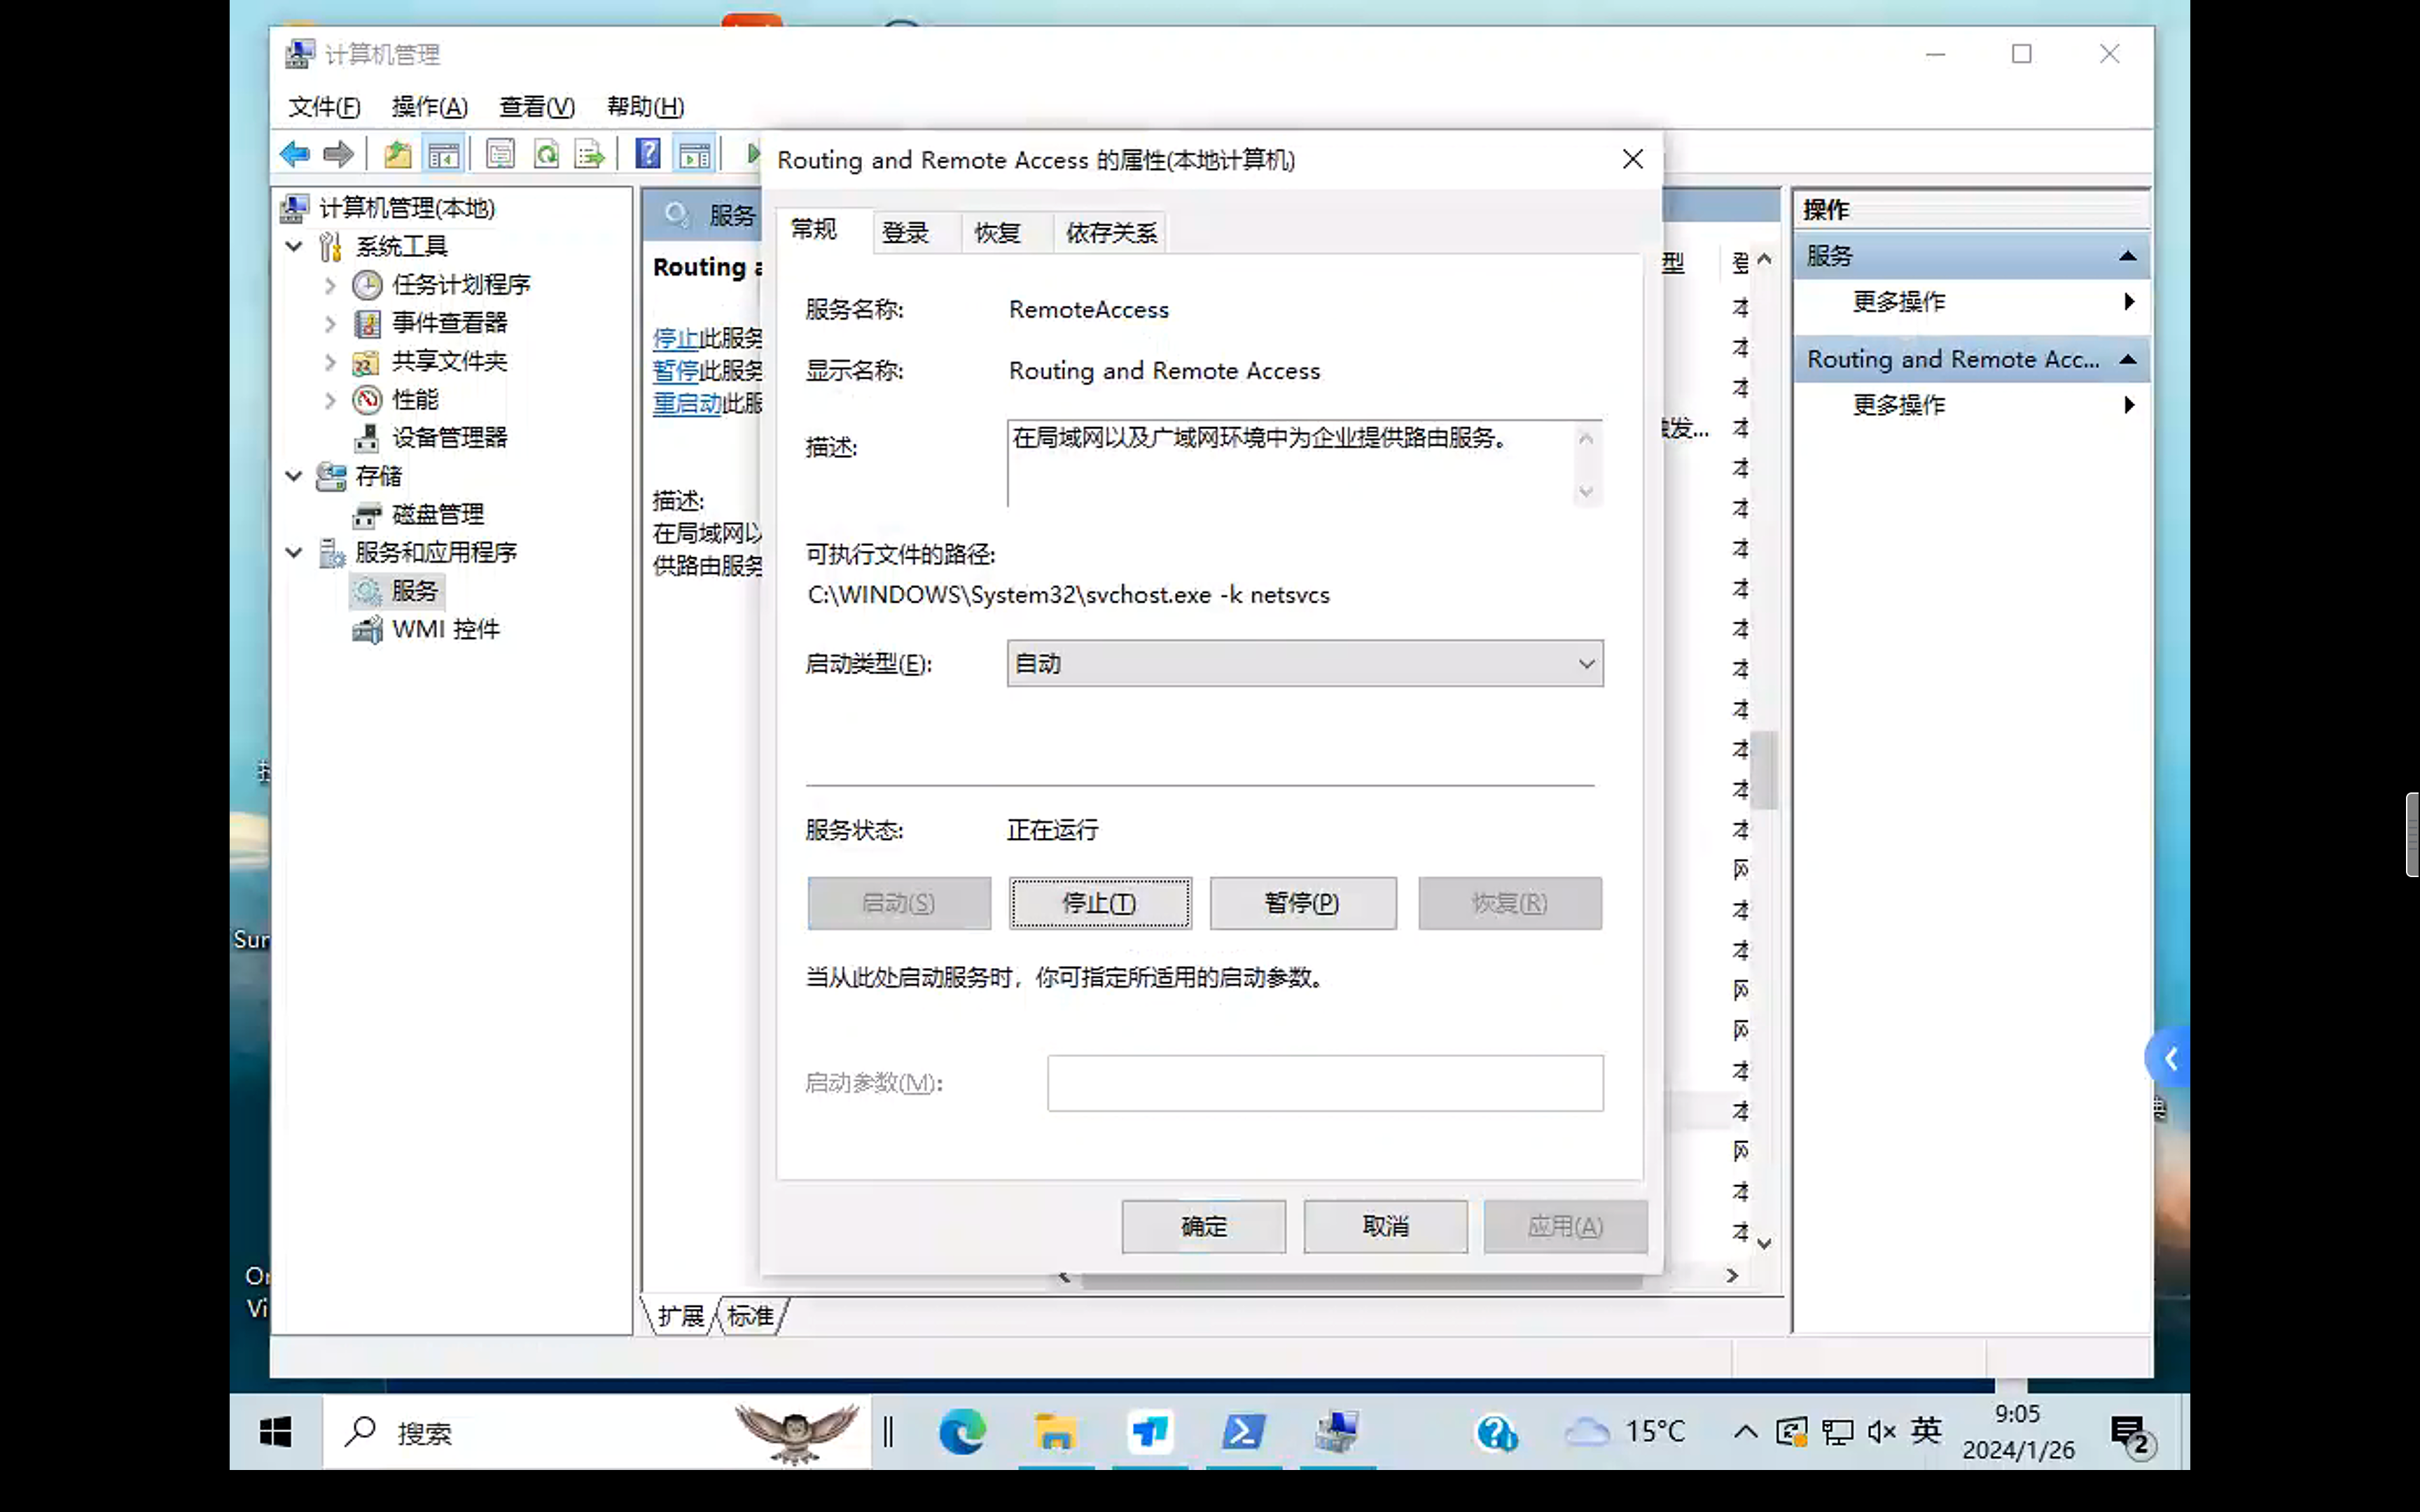 计算机管理
文件(F) 操作(A) 查看(V) 帮助(H)
计算机管理(本地)
系统工具
任务计划程序
事件查看器
共享文件夹
性能
设备管理器
存储
磁盘管理
服务和应用程序
服务
WMI 控件
服务
Routing
停止此服务
暂停此服务
重启动此服
描述:
在局域网以
供路由服务
扩展 标准
Routing and Remote Access 的属性(本地计算机)
常规 登录 恢复 依存关系
服务名称: RemoteAccess
显示名称: Routing and Remote Access
描述: 在局域网以及广域网环境中为企业提供路由服务。
可执行文件的路径:
C:\WINDOWS\System32\svchost.exe -k netsvcs
启动类型(E): 自动
服务状态: 正在运行
启动(S) 停止(T) 暂停(P) 恢复(R)
当从此处启动服务时，你可指定所适用的启动参数。
启动参数(M):
确定 取消 应用(A)
型
发...
操作
服务
更多操作
Routing and Remote Acc...
更多操作
Sur
Vi
搜索
15°C
英
9:05
2024/1/26
2